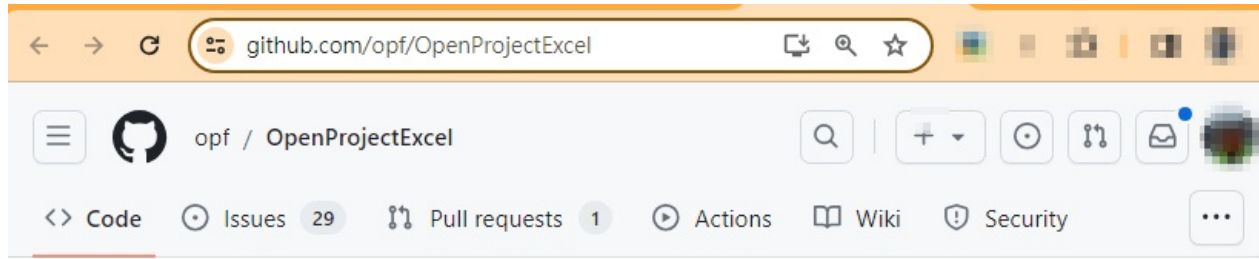 github.com/opf/OpenProjectExcel
opf / OpenProjectExcel
<> Code Issues 29 Pull requests 1 Actions Wiki Security ...